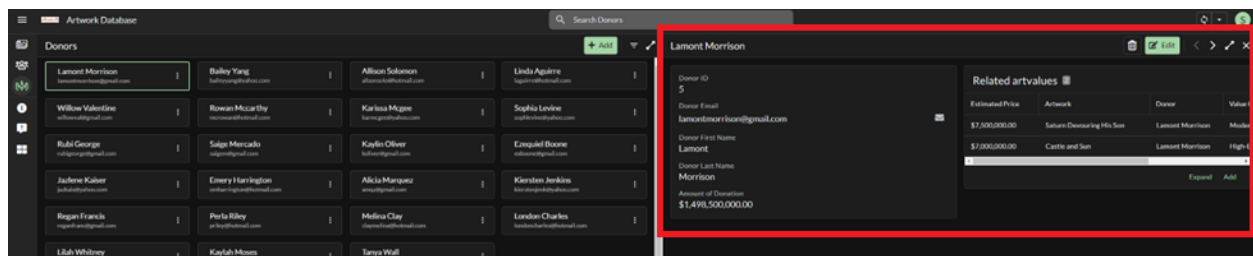 Artwork Database
Search Donors
S
Donors
+ Add
Lamont Morrison
lamontmorrison@gmail.com
Bailey Yang
baileyyang@yahoo.com
Allison Solomon
Linda Aguirre
Willow Valentine
Rowan Mccarthy
Karissa Mcgee
Sophia Levine
Rubi George
rubigeorge@gmail.com
Saige Mercado
Kaylin Oliver
Ezequiel Boone
Jazlene Kaiser
Emery Harrington
Alicia Marquez
Kiersten Jenkins
Regan Francis
Perla Riley
Melina Clay
London Charles
Lilah Whitney
Kaylah Moses
Tanya Wall
Lamont Morrison
Edit
Donor ID
5
Donor Email
lamontmorrison@gmail.com
Donor First Name
Lamont
Donor Last Name
Morrison
Amount of Donation
$1,498,500,000.00
Related artvalues 2
Estimated Price Artwork Donor Value
$7,500,000.00 Saturn Devouring His Son Lamont Morrison
$7,000,000.00 Castle and Sun Lamont Morrison
Expand Add